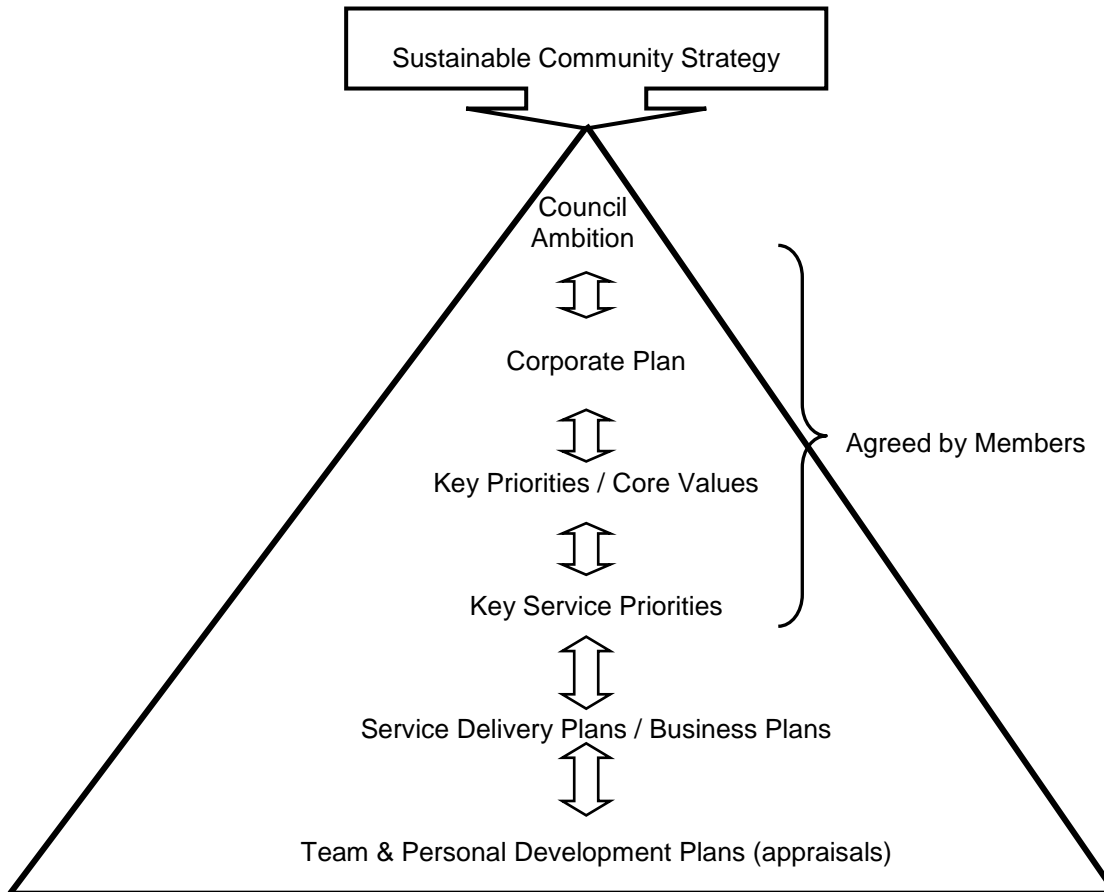 Sustainable Community Strategy
Council
Ambition
Corporate Plan
Agreed by Members
Key Priorities / Core Values
Key Service Priorities
Service Delivery Plans / Business Plans
Team & Personal Development Plans (appraisals)